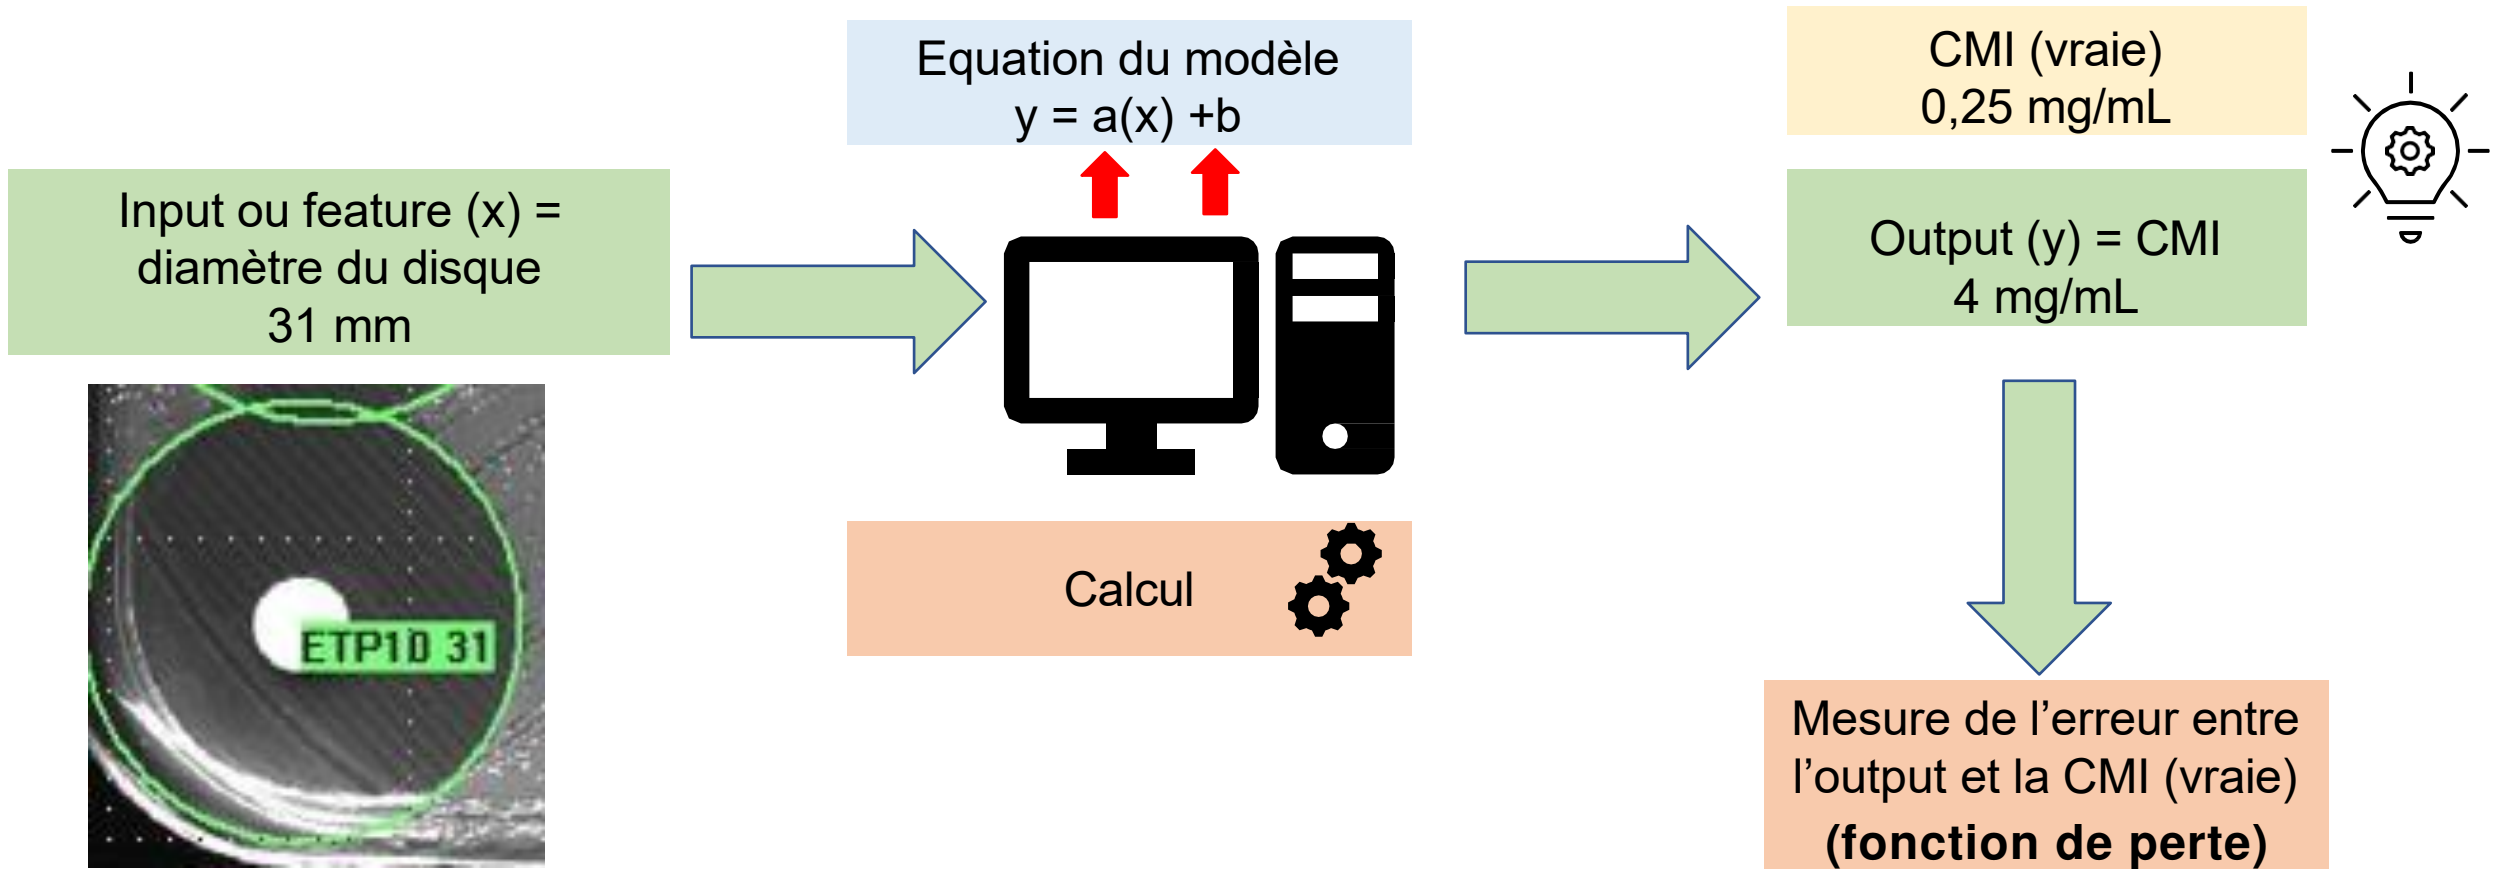 Equation du modèle
y = a(x) +b
CMI (vraie)
0,25 mg/mL
Input ou feature (x) =
diamètre du disque
31 mm
Output (y) = CMI
4 mg/mL
ETP10 31
Calcul
Mesure de l’erreur entre
l’output et la CMI (vraie)
(fonction de perte)